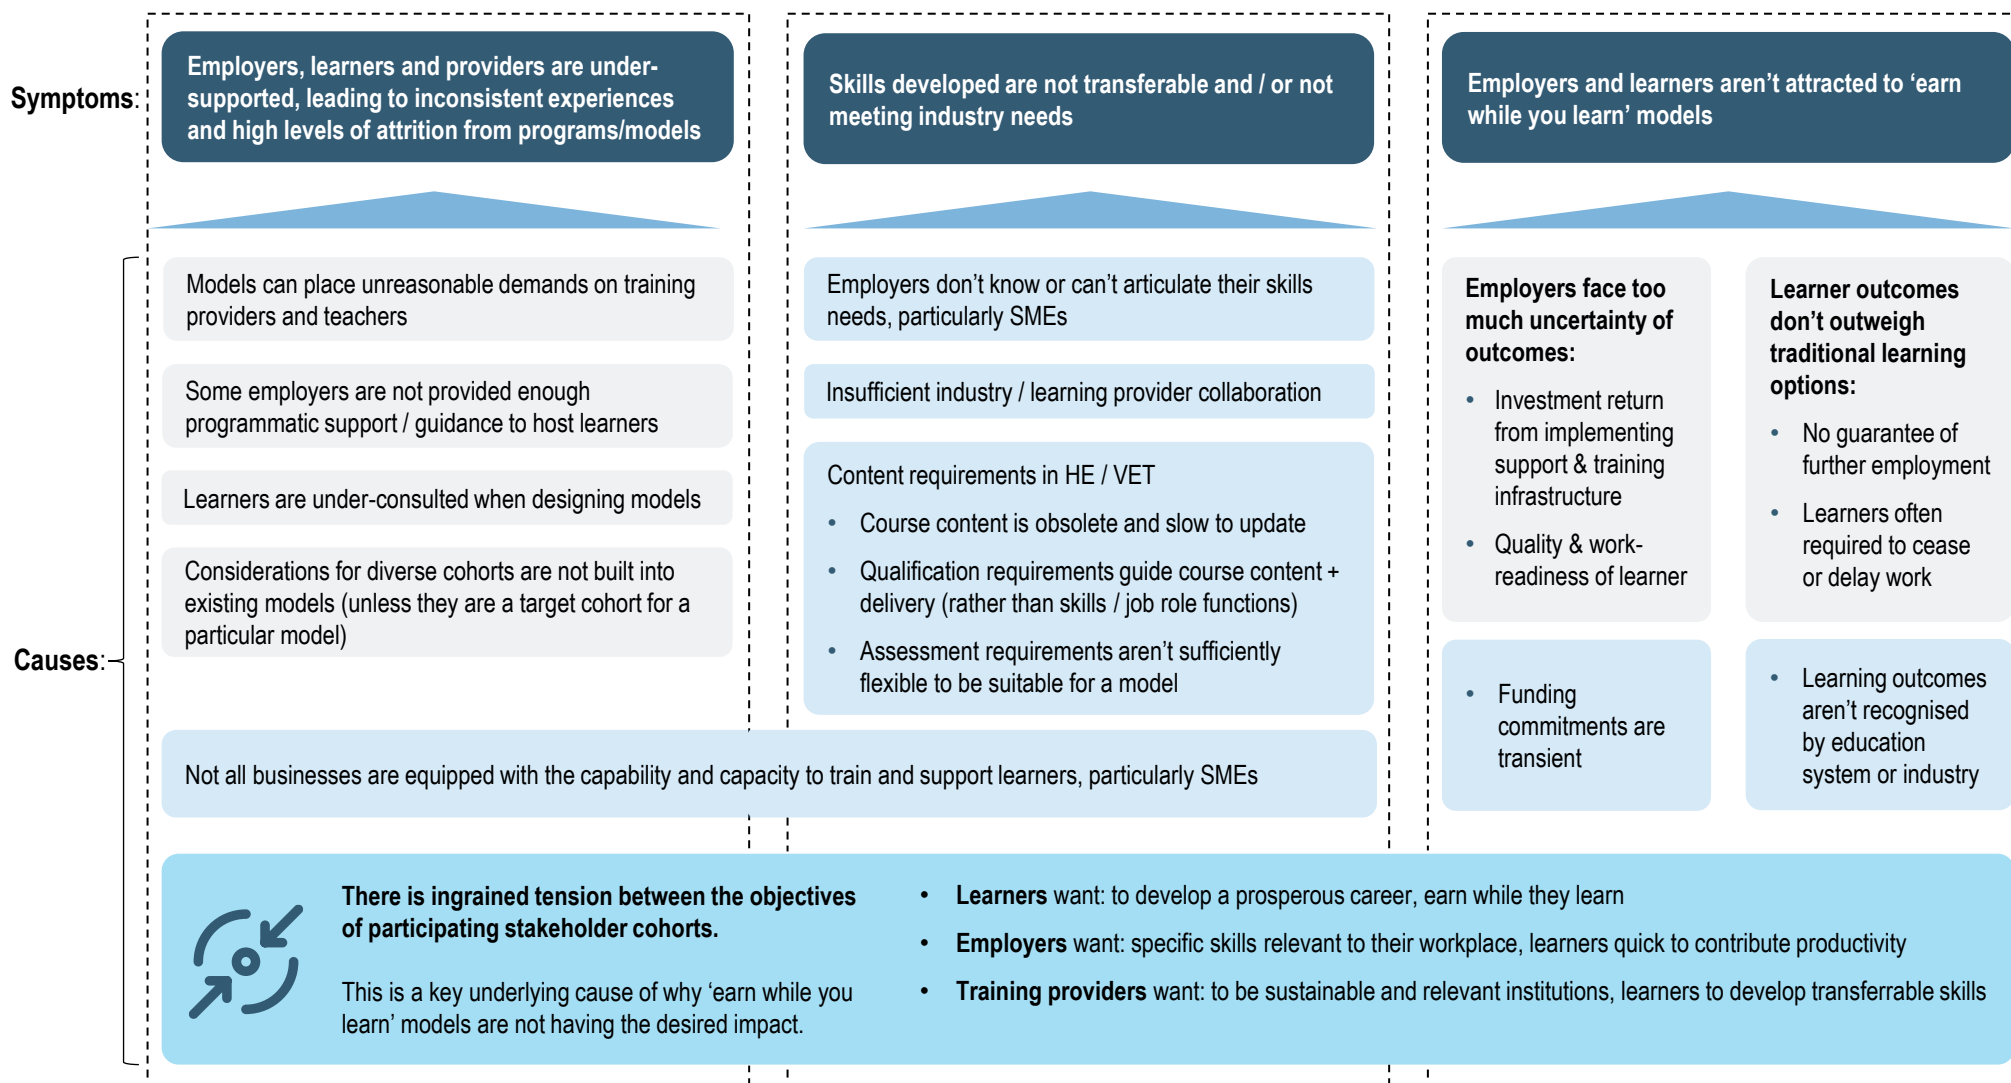 Symptoms:
Employers, learners and providers are under-
supported, leading to inconsistent experiences
and high levels of attrition from programs/models
Skills developed are not transferable and / or not
meeting industry needs
Employers and learners aren’t attracted to ‘earn
while you learn’ models
Causes:
Models can place unreasonable demands on training
providers and teachers
Some employers are not provided enough
programmatic support / guidance to host learners
Learners are under-consulted when designing models
Considerations for diverse cohorts are not built into
existing models (unless they are a target cohort for a
particular model)
Employers don’t know or can’t articulate their skills
needs, particularly SMEs
Insufficient industry / learning provider collaboration
Content requirements in HE / VET
• Course content is obsolete and slow to update
• Qualification requirements guide course content +
delivery (rather than skills / job role functions)
• Assessment requirements aren’t sufficiently
flexible to be suitable for a model
Not all businesses are equipped with the capability and capacity to train and support learners, particularly SMEs
Employers face too
much uncertainty of
outcomes:
• Investment return
from implementing
support & training
infrastructure
• Quality & work-
readiness of learner
• Funding
commitments are
transient
Learner outcomes
don’t outweigh
traditional learning
options:
• No guarantee of
further employment
• Learners often
required to cease
or delay work
• Learning outcomes
aren’t recognised
by education
system or industry
There is ingrained tension between the objectives
of participating stakeholder cohorts.
This is a key underlying cause of why ‘earn while you
learn’ models are not having the desired impact.
• Learners want: to develop a prosperous career, earn while they learn
• Employers want: specific skills relevant to their workplace, learners quick to contribute productivity
• Training providers want: to be sustainable and relevant institutions, learners to develop transferrable skills